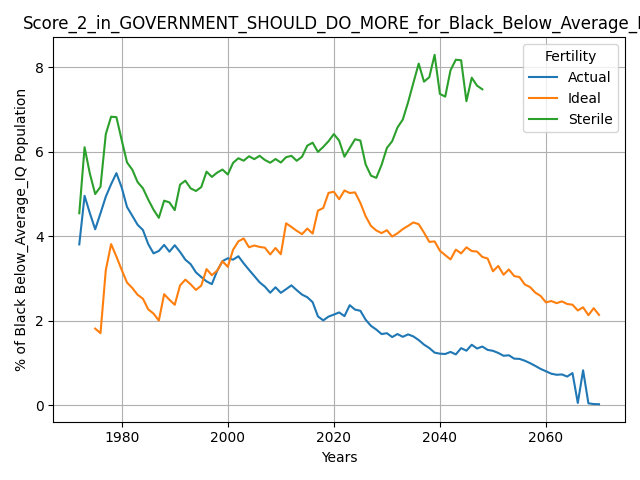 Score_2_in_GOVERNMENT_SHOULD_DO_MORE_for_Black_Below_Average_I
Fertility
Actual
Ideal
Sterile
% of Black Below_Average_IQ Population
8
6
4
2
0
1980 2000 2020 2040 2060
Years